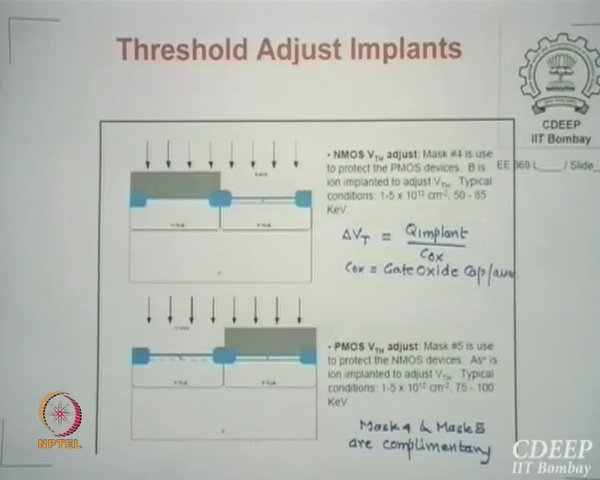 Threshold Adjust Implants
CDEEP
IIT Bombay
EE 669 L____ / Slide_
• NMOS VTH adjust: Mask #4 is use
to protect the PMOS devices. B is
ion implanted to adjust VTH. Typical
conditions: 1-5 x 10¹² cm⁻², 50 - 85
KeV
ΔVT = Qimplant
Cox
Cox = Gate Oxide Cap/area
• PMOS VTH adjust: Mask #5 is use
to protect the NMOS devices. As⁺ is
ion implanted to adjust VTH. Typical
conditions: 1-5 x 10¹² cm⁻², 75 - 100
KeV
Mask 4 & Mask 5
are complimentary
NPTEL
CDEEP
IIT Bombay